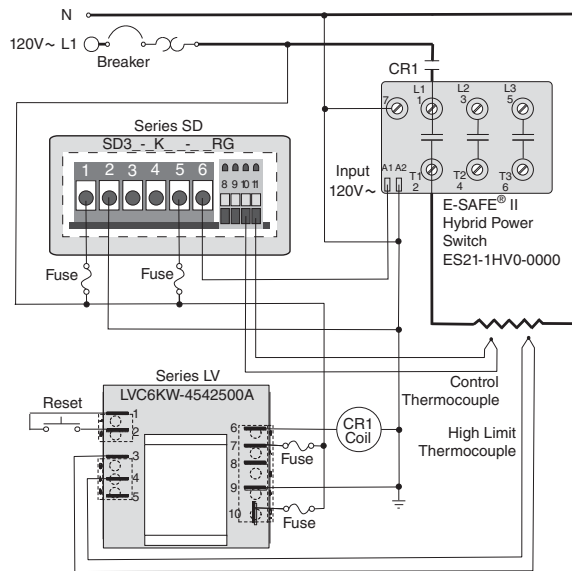 N
120V~ L1
Breaker
CR1
L1
L2
L3
1
3
5
7
Series SD
SD3_- K_ _ _- _ RG
1 2 3 4 5 6
8 9 10 11
Input
120V~
A1 A2
T1
T2
T3
2
4
6
E-SAFE® II
Hybrid Power
Switch
ES21-1HV0-0000
Fuse
Fuse
Control
Thermocouple
High Limit
Thermocouple
Series LV
LVC6KW-4542500A
Reset
1
2
3
4
5
6
7
8
9
10
CR1
Coil
Fuse
Fuse